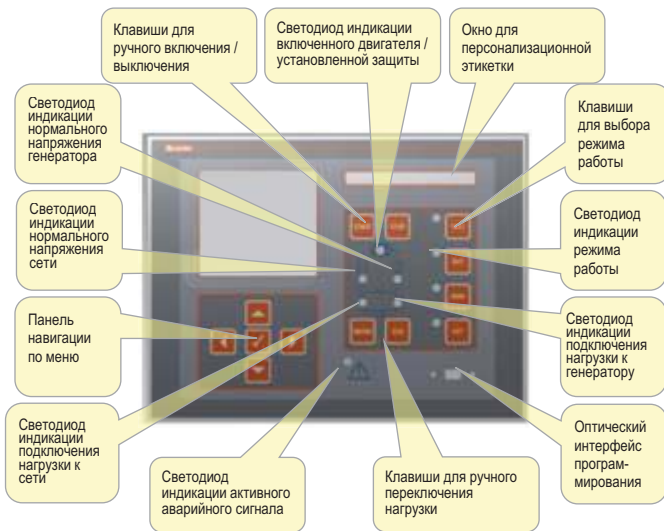 Клавиши для
ручного включения /
выключения
Светодиод индикации
включенного двигателя /
установленной защиты
Окно для
персонализационной
этикетки
Светодиод
индикации
нормального
напряжения
генератора
Клавиши
для выбора
режима
работы
Светодиод
индикации
нормального
напряжения
сети
Светодиод
индикации
режима
работы
Панель
навигации
по меню
Светодиод
индикации
подключения
нагрузки к
генератору
Светодиод
индикации
подключения
нагрузки к
сети
Светодиод
индикации активного
аварийного сигнала
Клавиши для ручного
переключения
нагрузки
Оптический
интерфейс
програм-
мирования